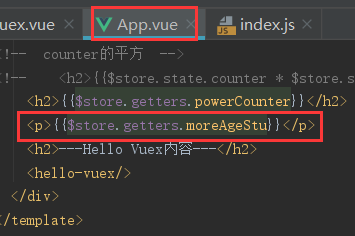 uex.vue App.vue index.js
!-- counter的平方 -->
!-- <h2>{{$store.state.counter * $store.s
<h2>{{$store.getters.powerCounter}}</h2>
<p>{{$store.getters.moreAgeStu}}</p>
<h2>---Hello Vuex内容---</h2>
<hello-vuex/>
</div>
</template>